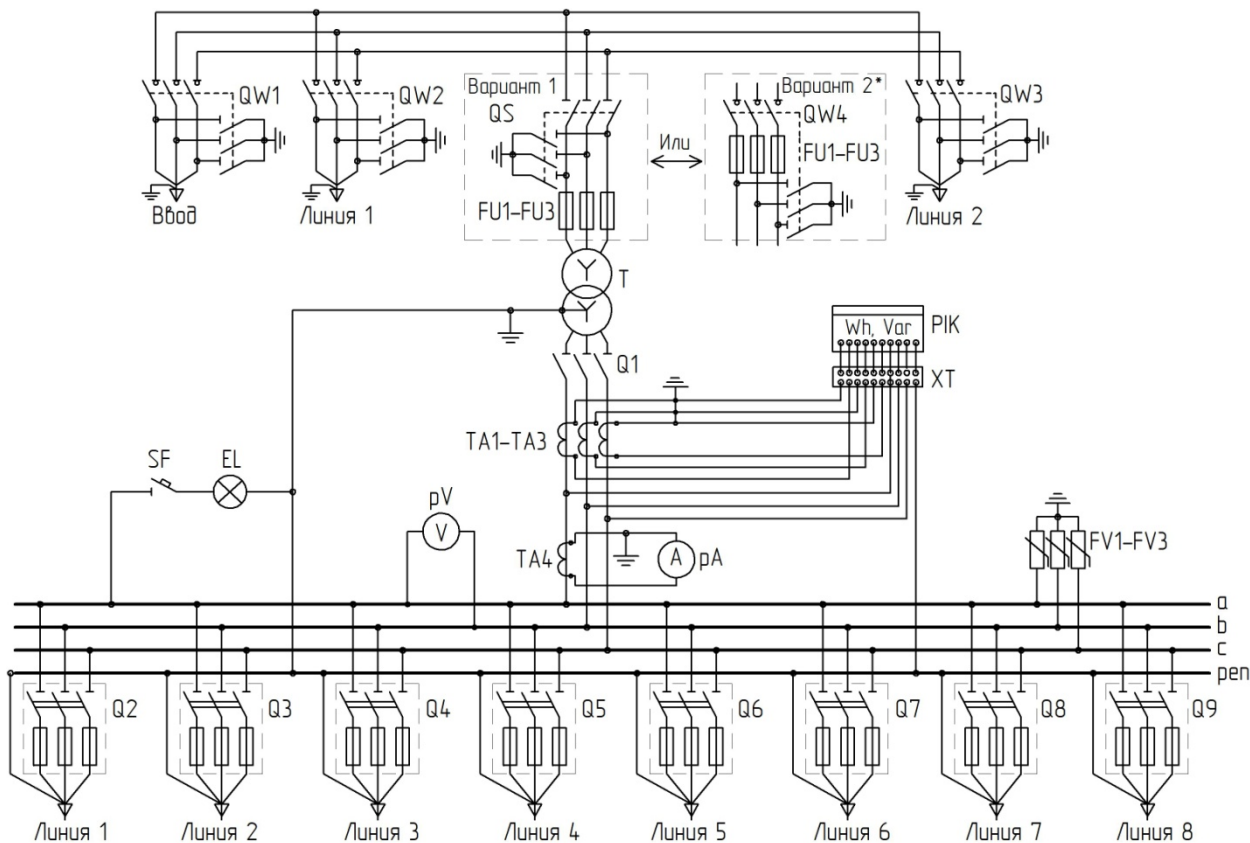 Вариант 1
Вариант 2*
QW1
QW2
QS
QW4
QW3
Или
FU1-FU3
FU1-FU3
Ввод
Линия 1
Линия 2
T
Wh, Var
PIK
Q1
XT
TA1-TA3
SF
EL
pV
V
TA4
A
pA
FV1-FV3
a
b
c
pen
Q2
Q3
Q4
Q5
Q6
Q7
Q8
Q9
Линия 1
Линия 2
Линия 3
Линия 4
Линия 5
Линия 6
Линия 7
Линия 8